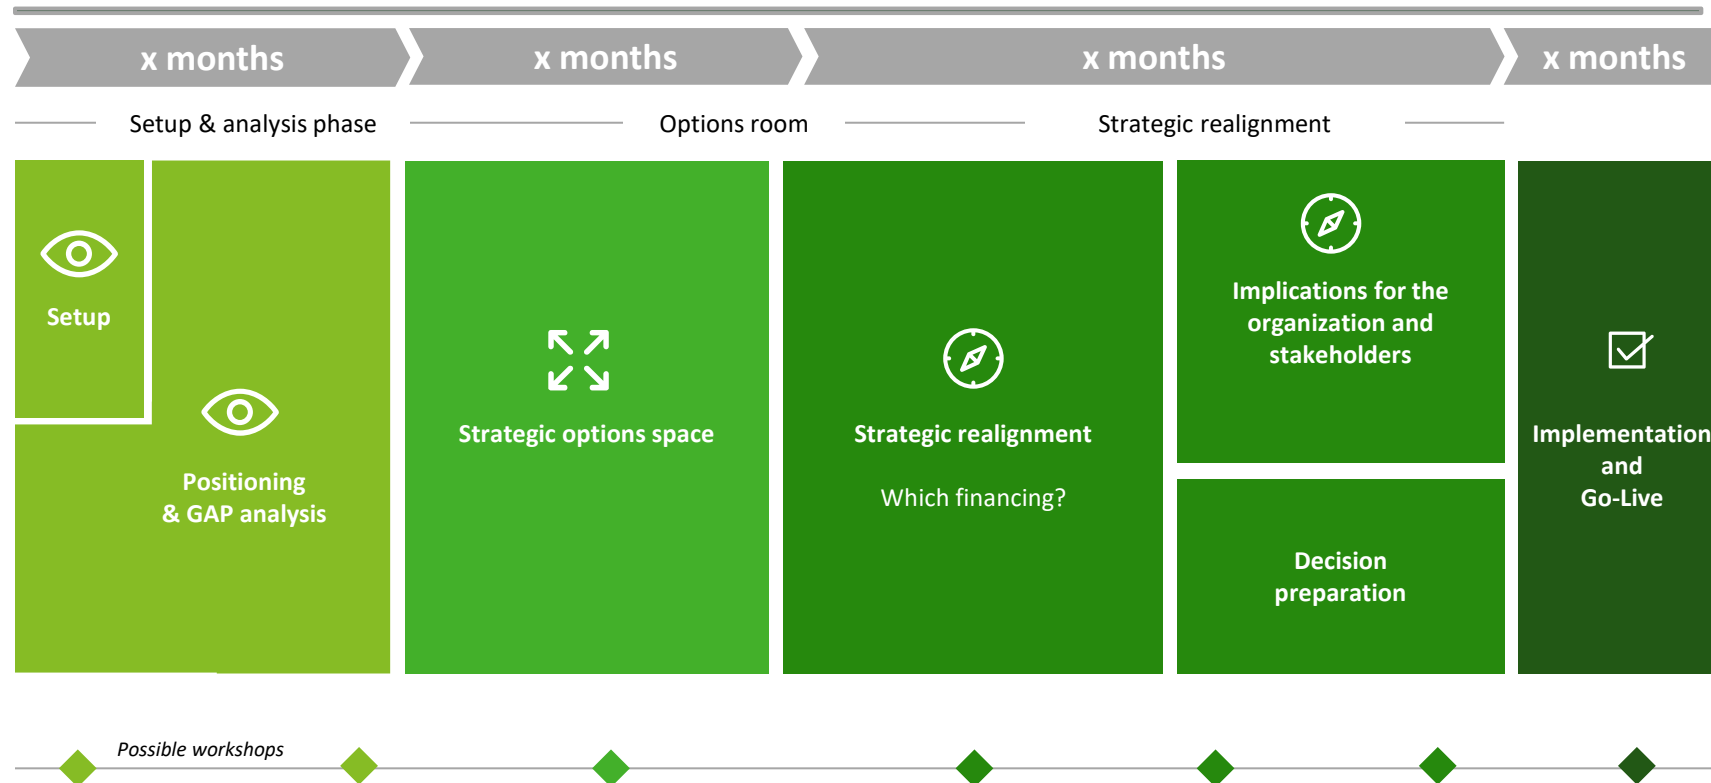 x months
x months
x months
x months
Setup & analysis phase
Options room
Strategic realignment
Setup
Positioning
& GAP analysis
Strategic options space
Strategic realignment
Which financing?
Implications for the
organization and
stakeholders
Decision
preparation
Implementation
and
Go-Live
Possible workshops